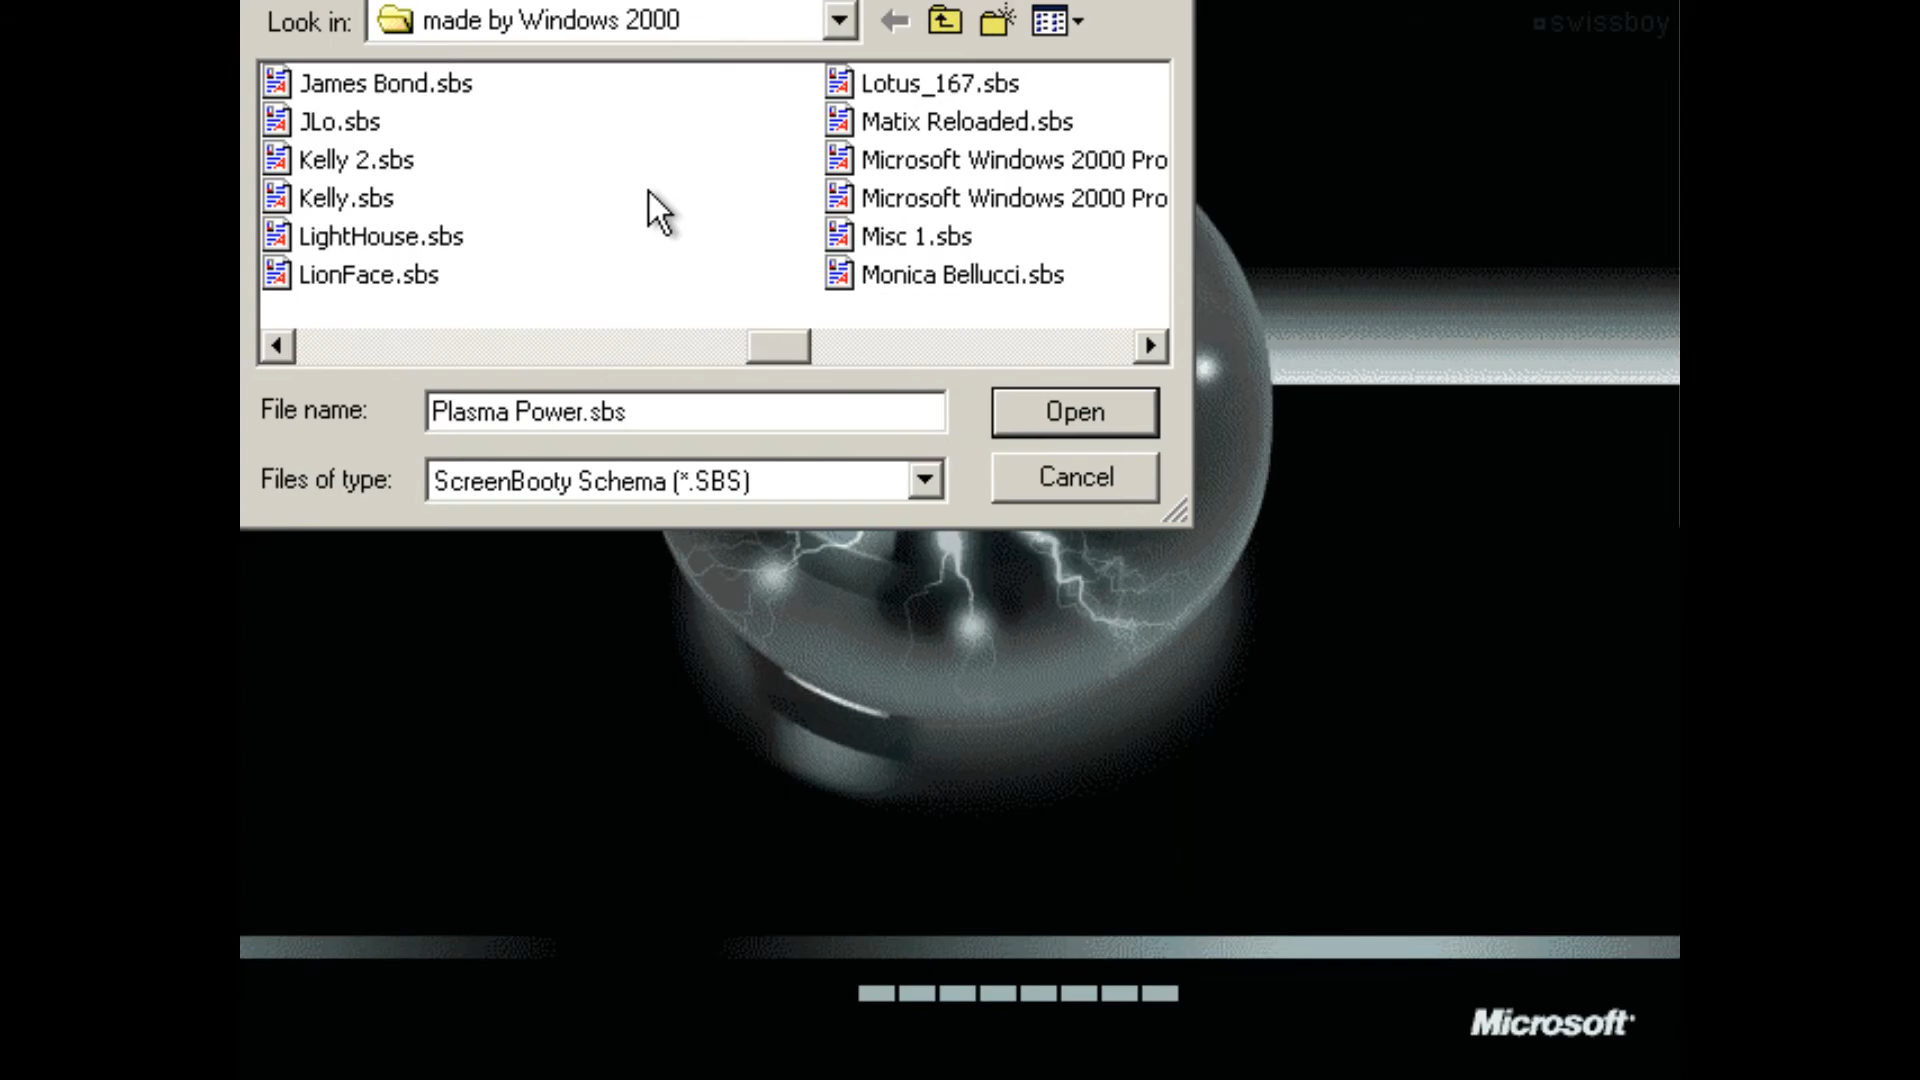 Look in: made by Windows 2000
swissboy
James Bond.sbs
JLo.sbs
Kelly 2.sbs
Kelly.sbs
LightHouse.sbs
LionFace.sbs
Lotus_167.sbs
Matix Reloaded.sbs
Microsoft Windows 2000 Pro
Microsoft Windows 2000 Pro
Misc 1.sbs
Monica Bellucci.sbs
File name: Plasma Power.sbs
Open
Files of type: ScreenBooty Schema (*.SBS)
Cancel
Microsoft